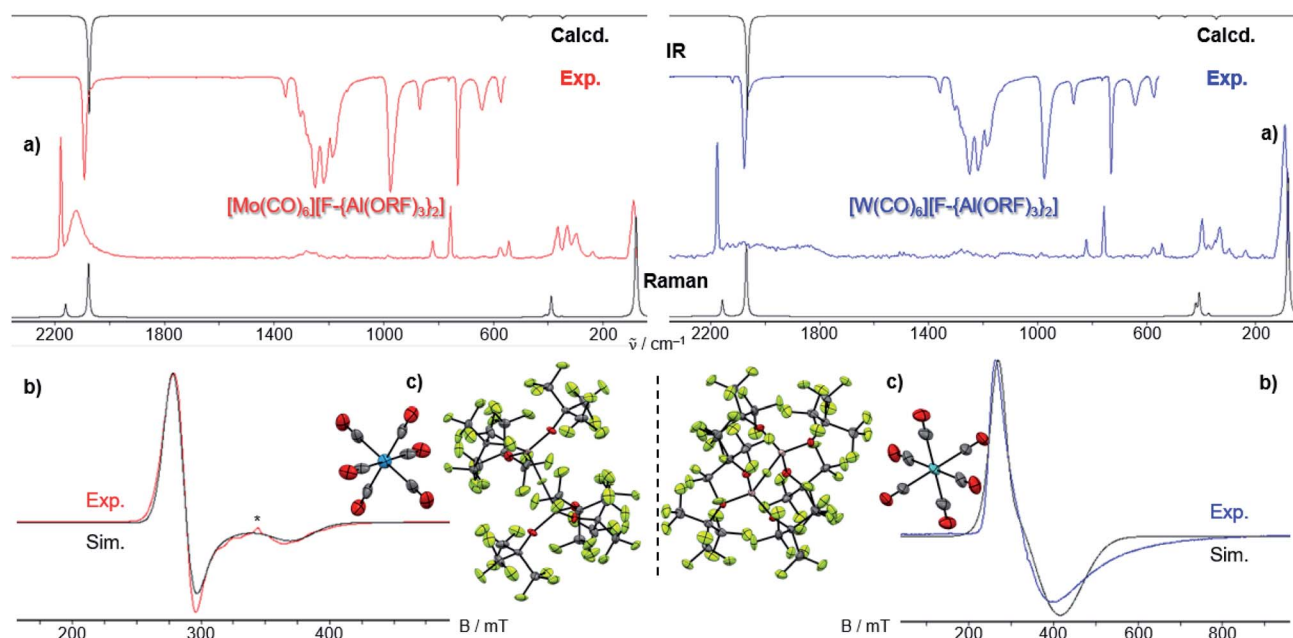 Calcd.
IR
Calcd.
Exp.
Exp.
a)
a)
[Mo(CO)₆][F-{Al(ORF)₃}₂]
[W(CO)₆][F-{Al(ORF)₃}₂]
Raman
2200 1800 1400 1000 600 200
ṽ / cm⁻¹
2200 1800 1400 1000 600 200
b)
c)
c)
b)
Exp.
*
Sim.
Exp.
Sim.
200 300 400
B / mT
B / mT
200 400 600 800